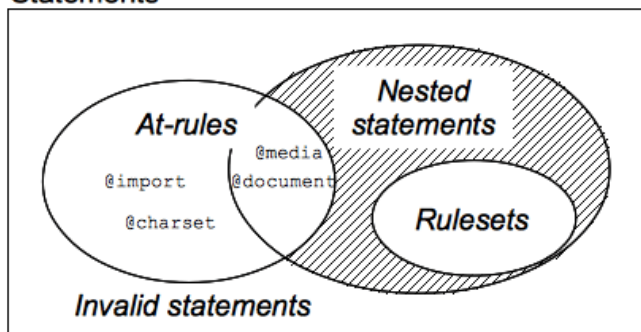 Statements
At-rules
Nested
statements
@media
@import
@document
@charset
Rulesets
Invalid statements